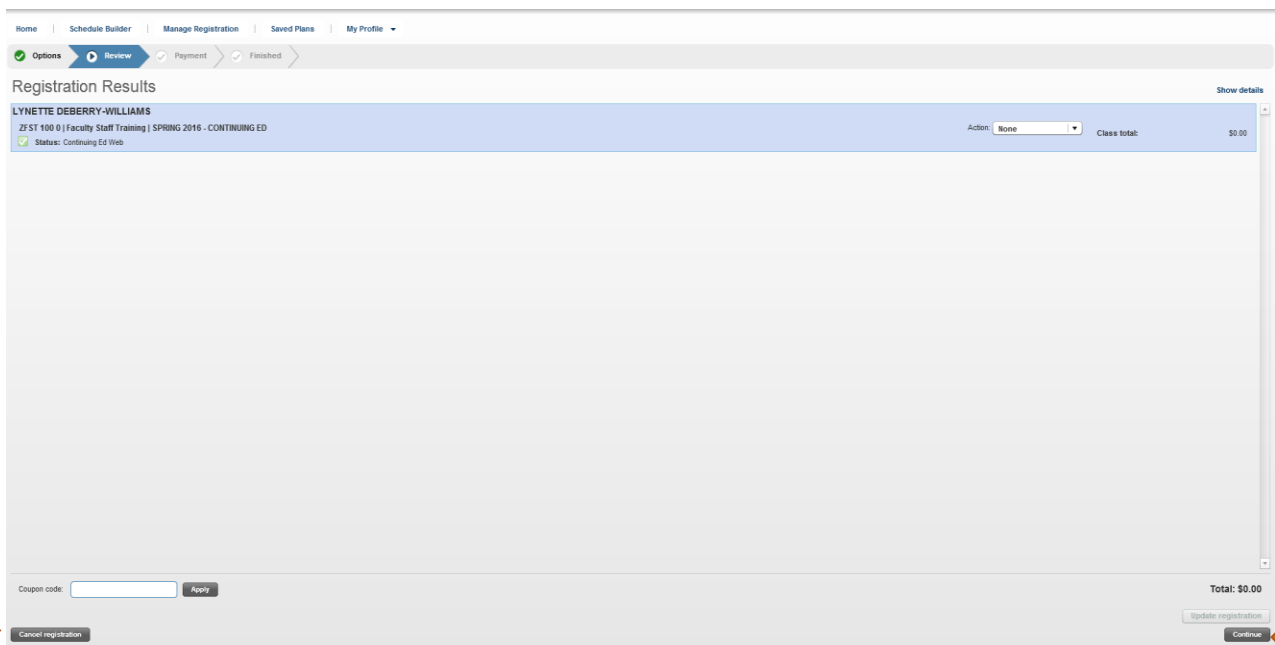 Home | Schedule Builder | Manage Registration | Saved Plans | My Profile
Options Review Payment Finished
Registration Results
Show details
LYNETTE DEBERRY-WILLIAMS
ZFST 100 0 | Faculty Staff Training | SPRING 2016 - CONTINUING ED
Action: None Class total: $0.00
Status: Continuing Ed Web
Coupon code: Apply Total: $0.00
Update registration
Cancel registration Continue